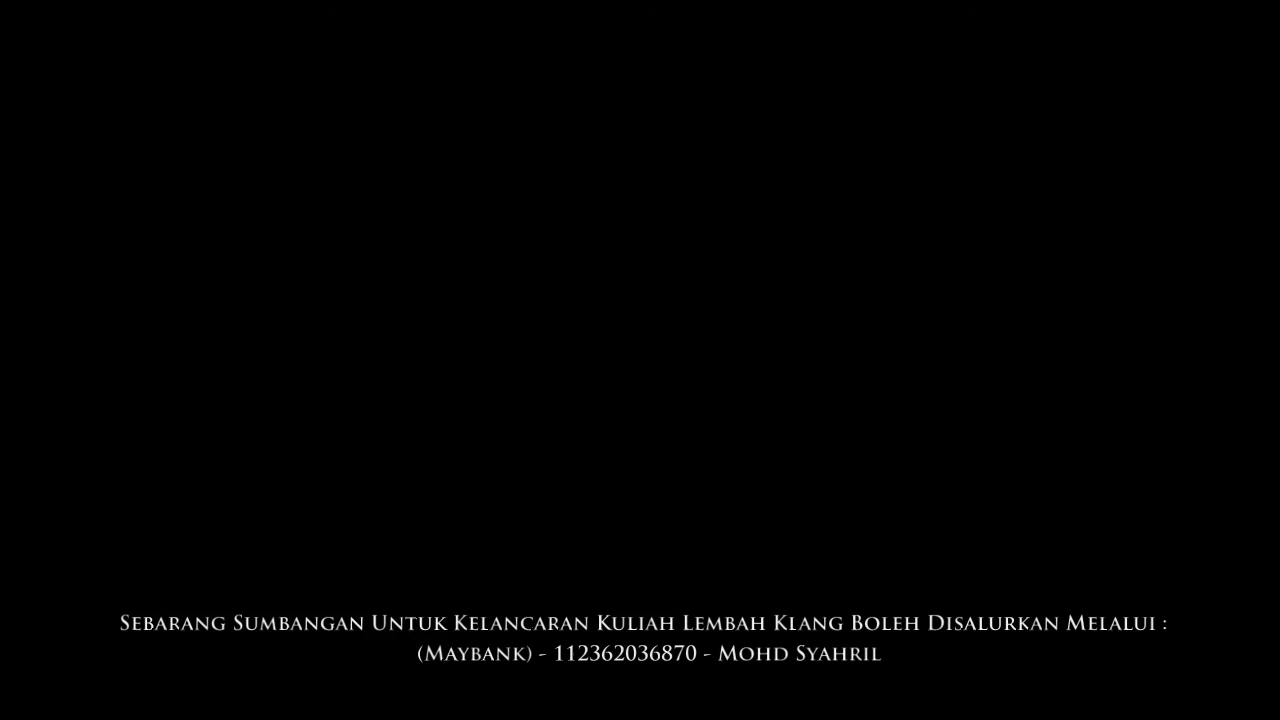 Sebarang Sumbangan Untuk Kelancaran Kuliah Lembah Klang Boleh Disalurkan Melalui :
(Maybank) - 112362036870 - Mohd Syahril